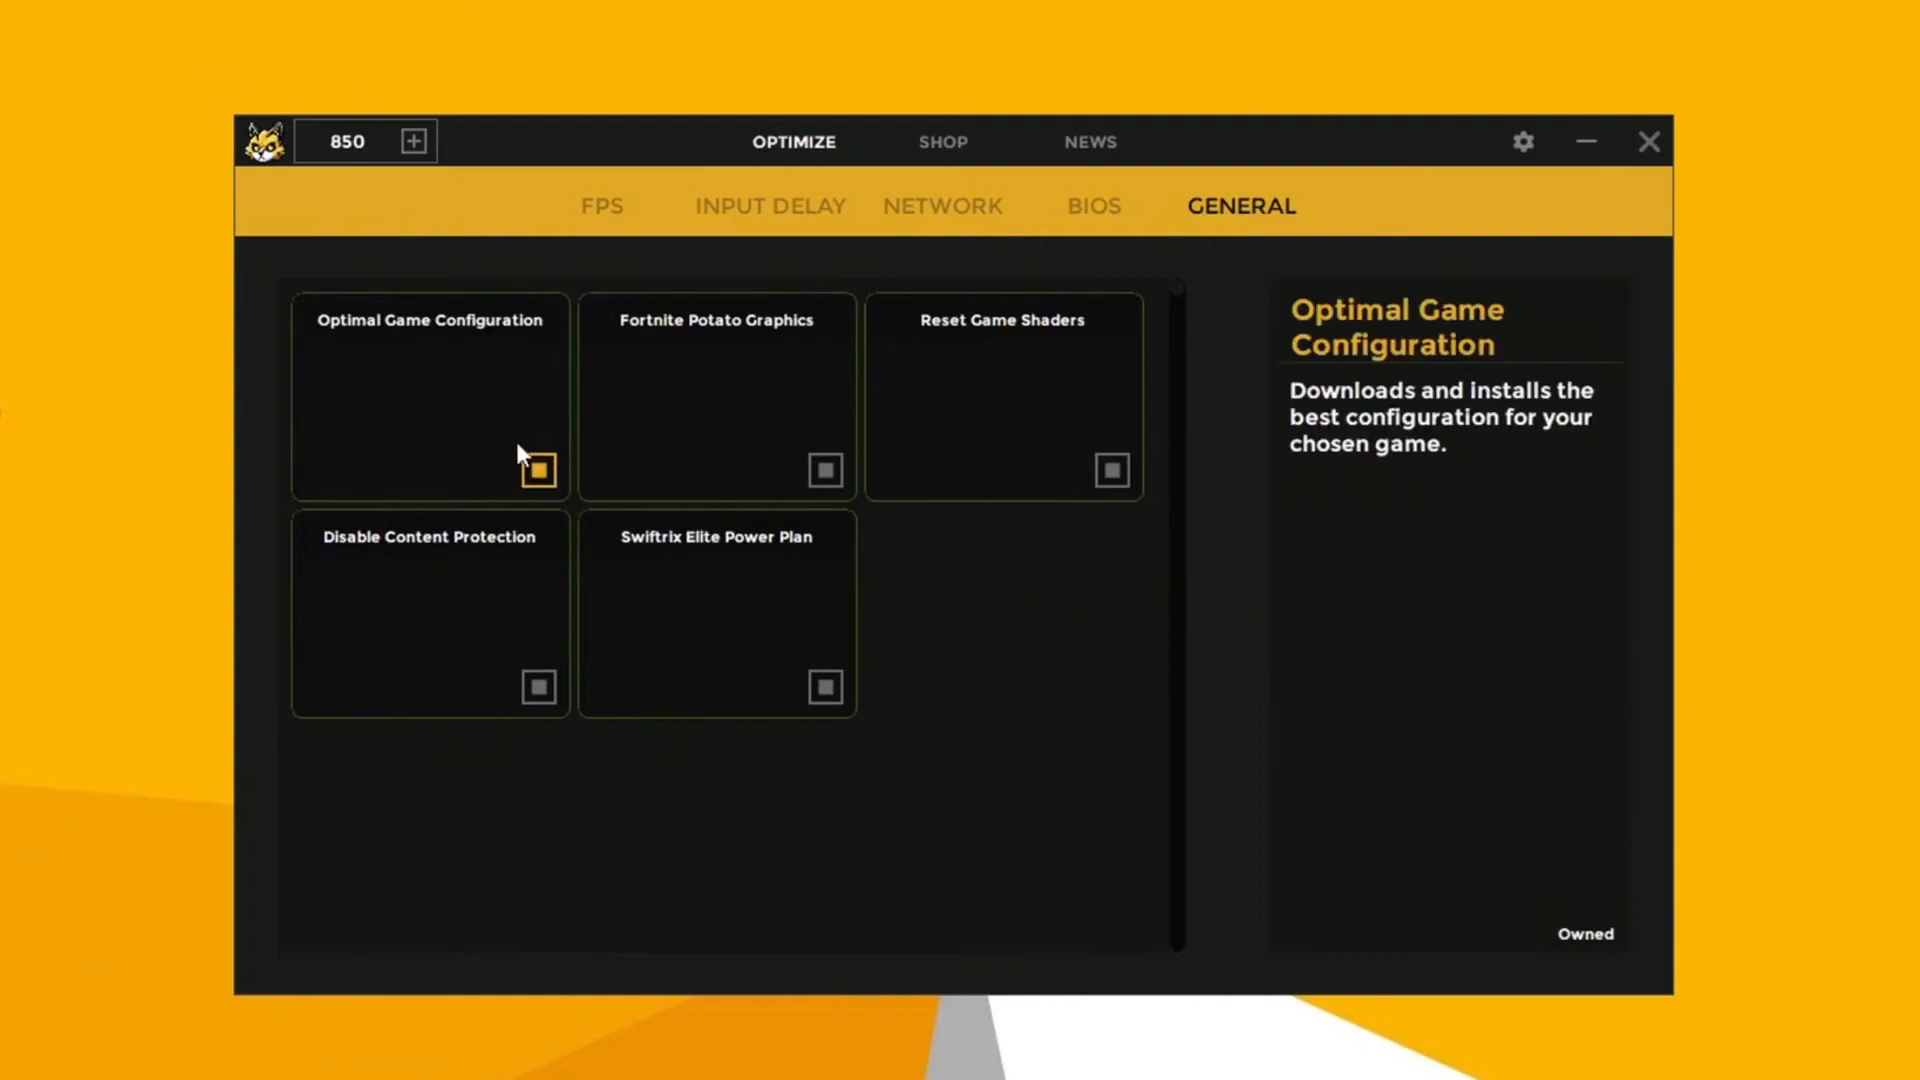 850
OPTIMIZE
SHOP
NEWS
FPS
INPUT DELAY
NETWORK
BIOS
GENERAL
Optimal Game Configuration
Fortnite Potato Graphics
Reset Game Shaders
Disable Content Protection
Swiftrix Elite Power Plan
Optimal Game
Configuration
Downloads and installs the
best configuration for your
chosen game.
Owned